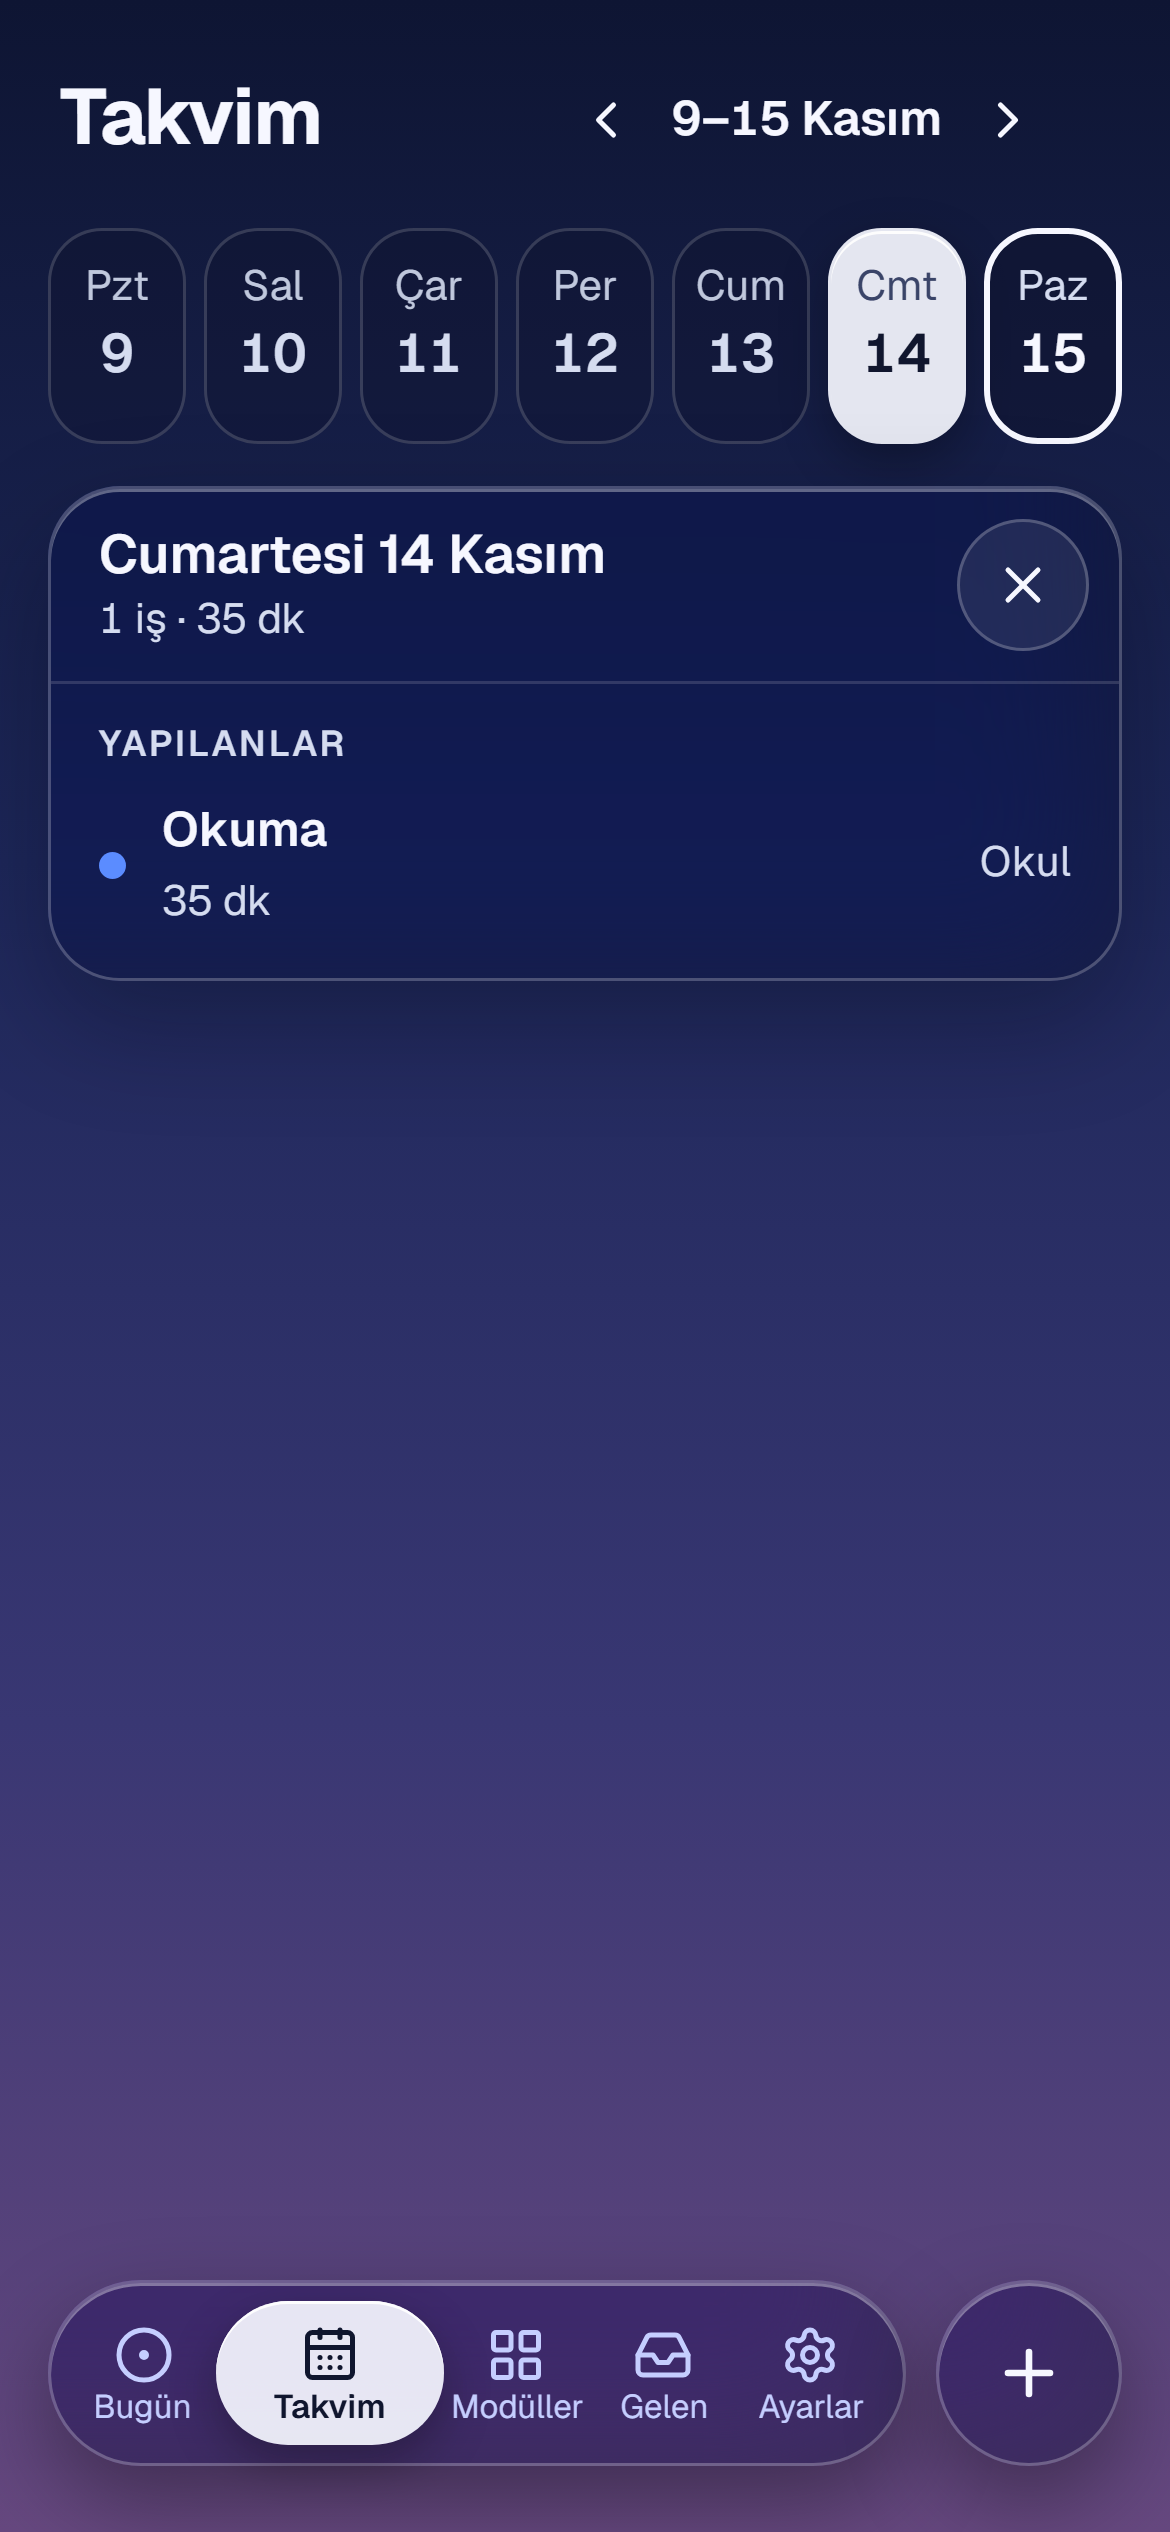 Takvim
9–15 Kasım
Pzt Sal Çar Per Cum Cmt Paz
9 10 11 12 13 14 15
Cumartesi 14 Kasım
1 iş · 35 dk
YAPILANLAR
Okuma
35 dk
Okul
Bugün Takvim Modüller Gelen Ayarlar